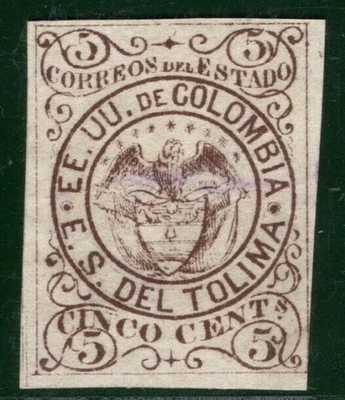 5 5
CORREOS DEL ESTADO
EE. UU. DE COLOMBIA
E. S. DEL TOLIMA
CINCO CENTS
5 5